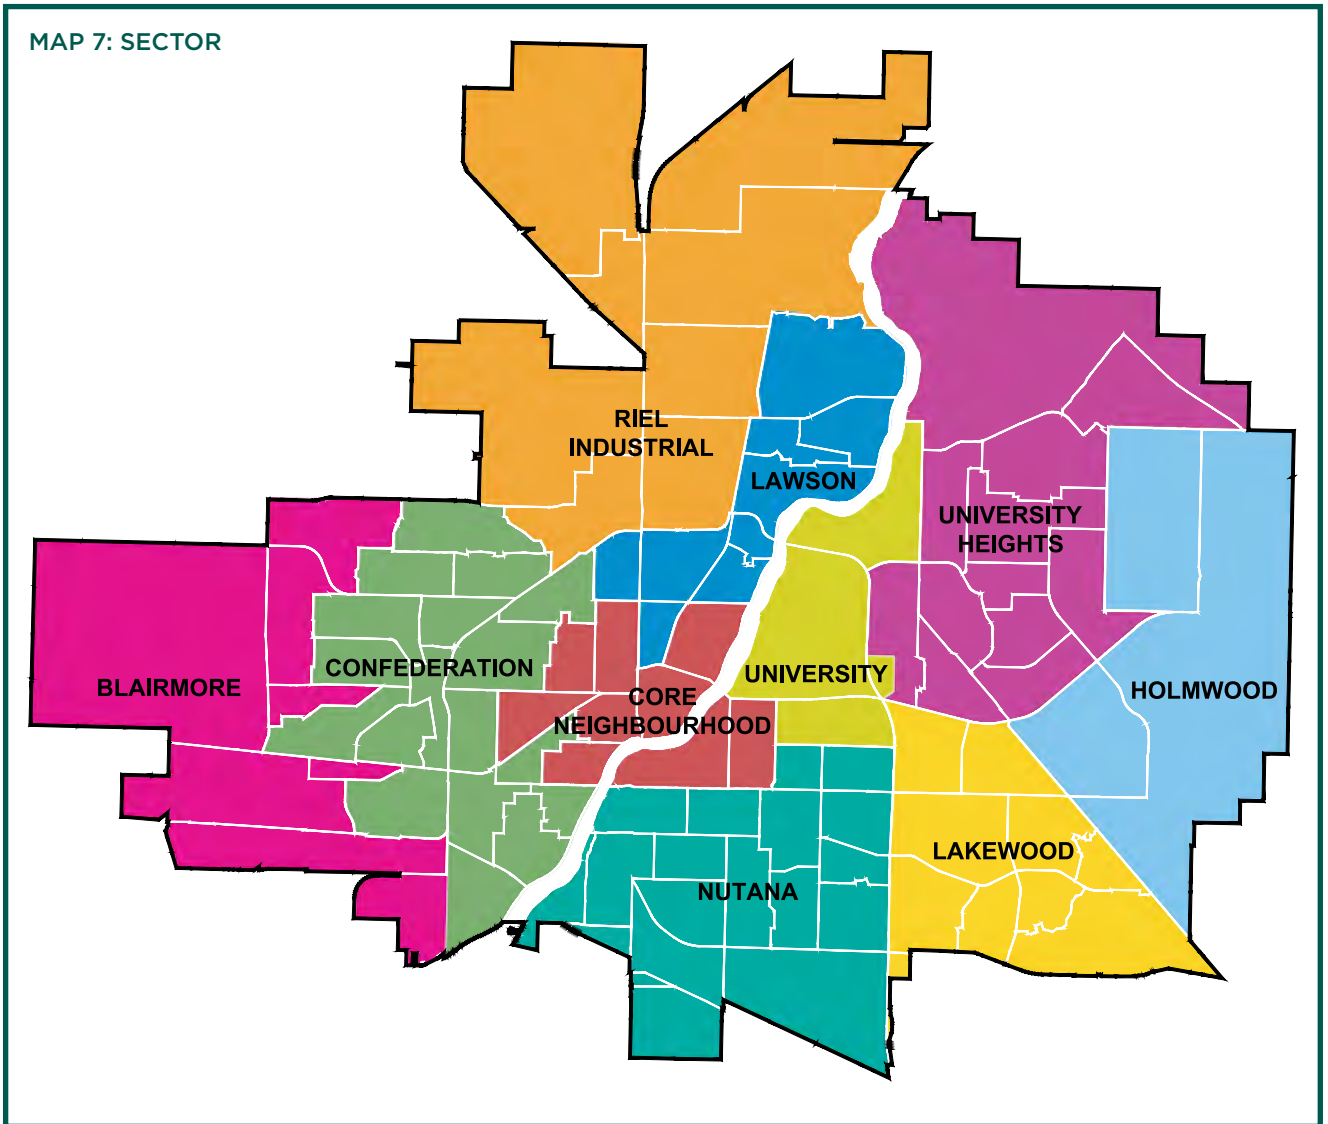 MAP 7: SECTOR
RIEL
INDUSTRIAL
LAWSON
UNIVERSITY
HEIGHTS
CONFEDERATION
BLAIRMORE
UNIVERSITY
HOLMWOOD
CORE
NEIGHBOURHOOD
LAKEWOOD
NUTANA